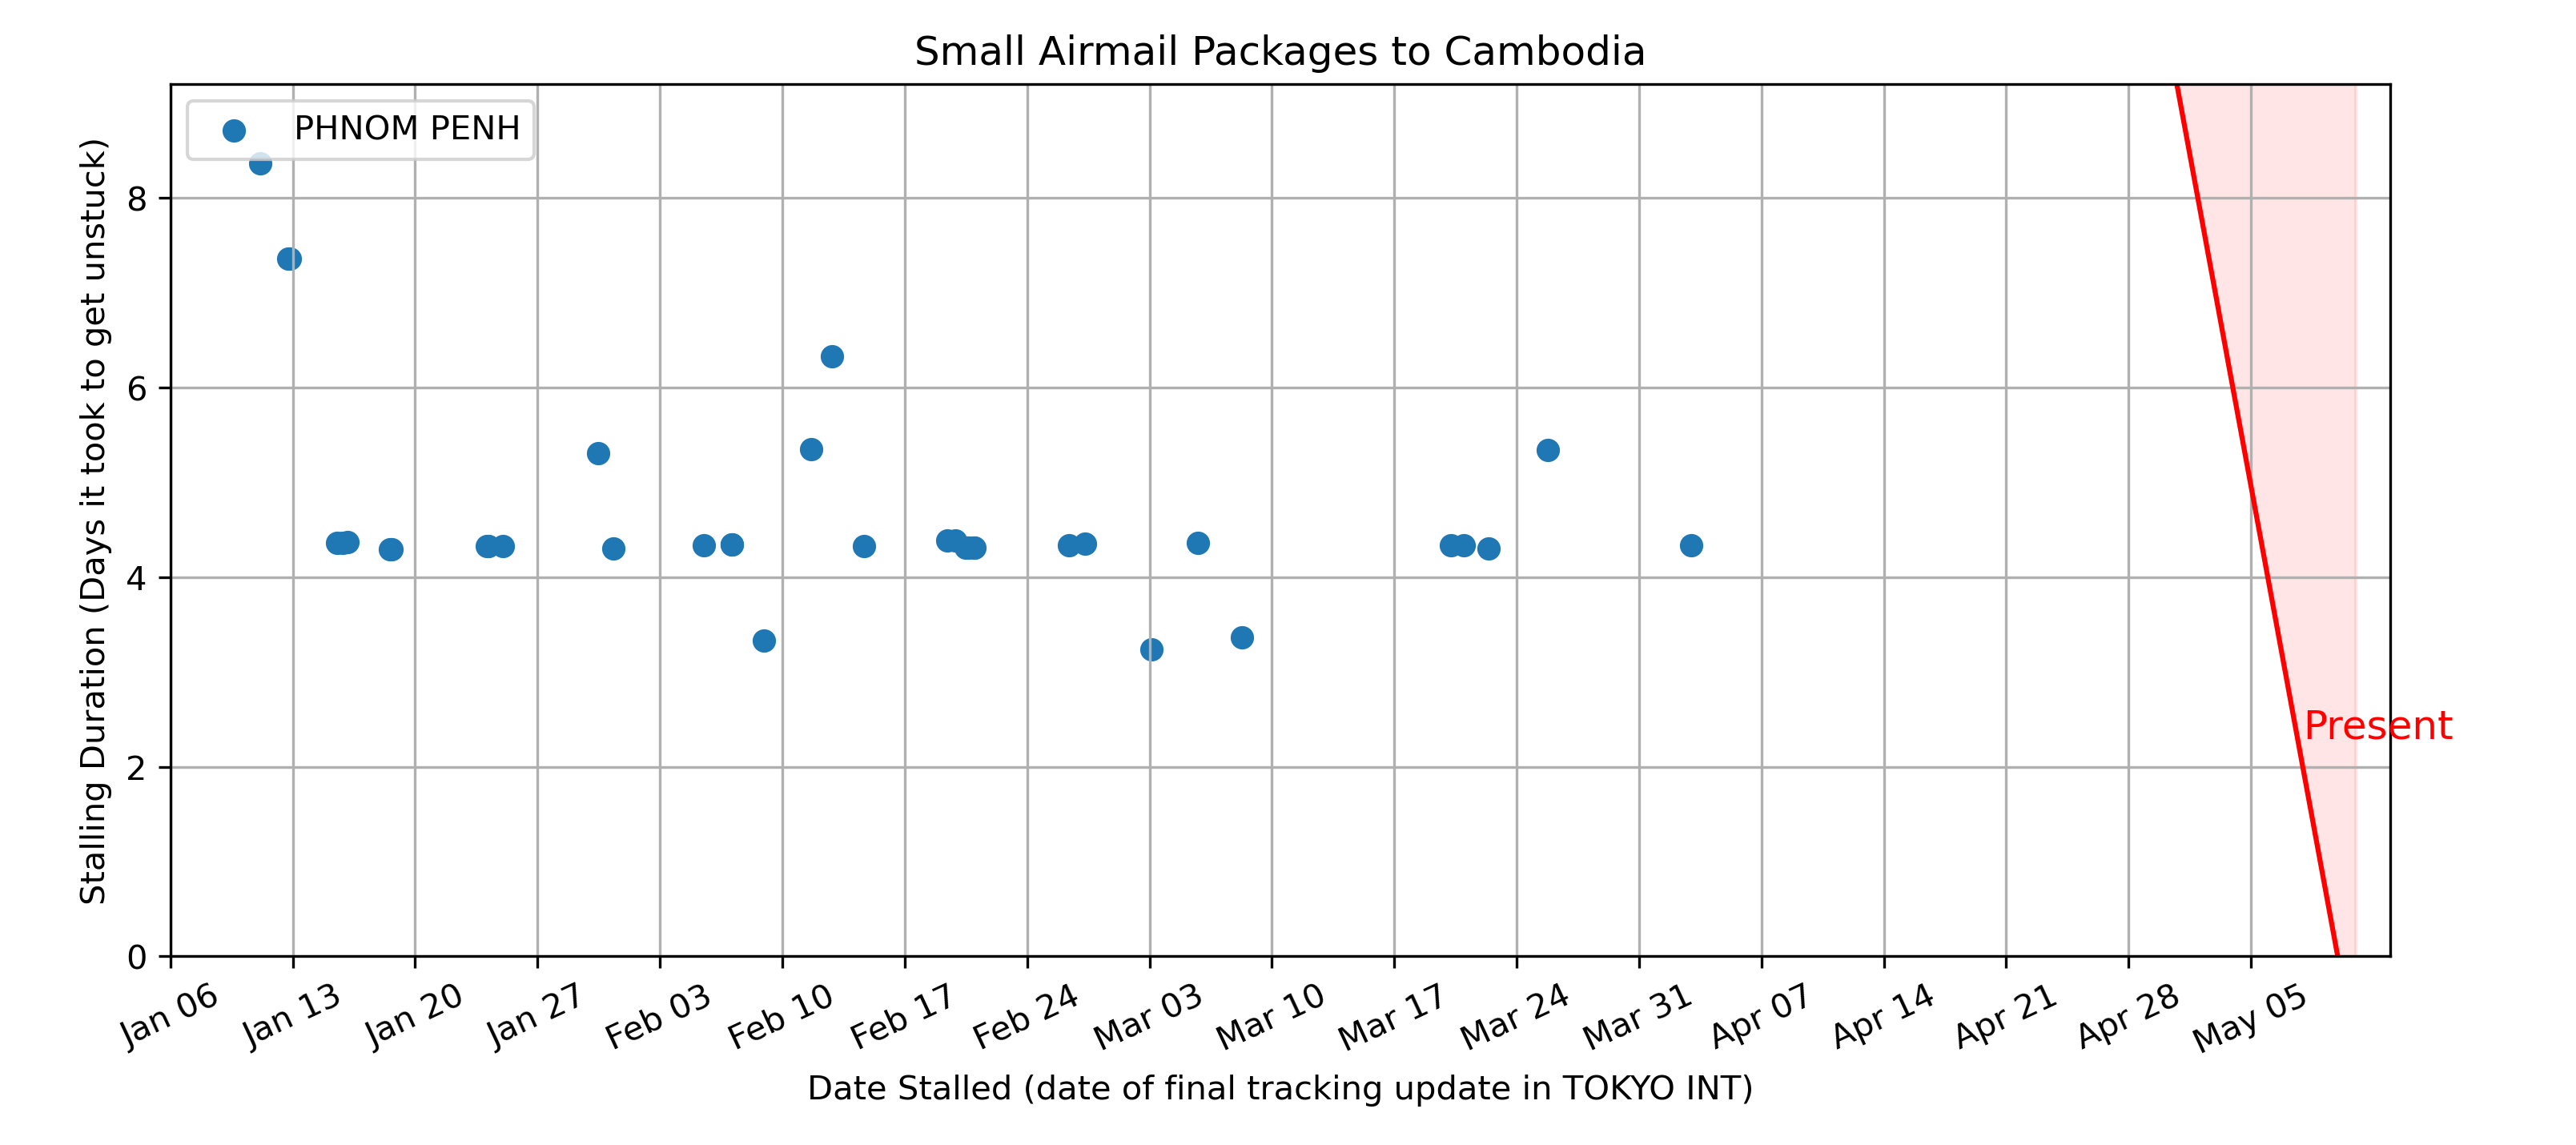 Small Airmail Packages to Cambodia
PHNOM PENH
Stalling Duration (Days it took to get unstuck)
8
6
4
2
0
Present
Jan 06
Jan 13
Jan 20
Jan 27
Feb 03
Feb 10
Feb 17
Feb 24
Mar 03
Mar 10
Mar 17
Mar 24
Mar 31
Apr 07
Apr 14
Apr 21
Apr 28
May 05
Date Stalled (date of final tracking update in TOKYO INT)